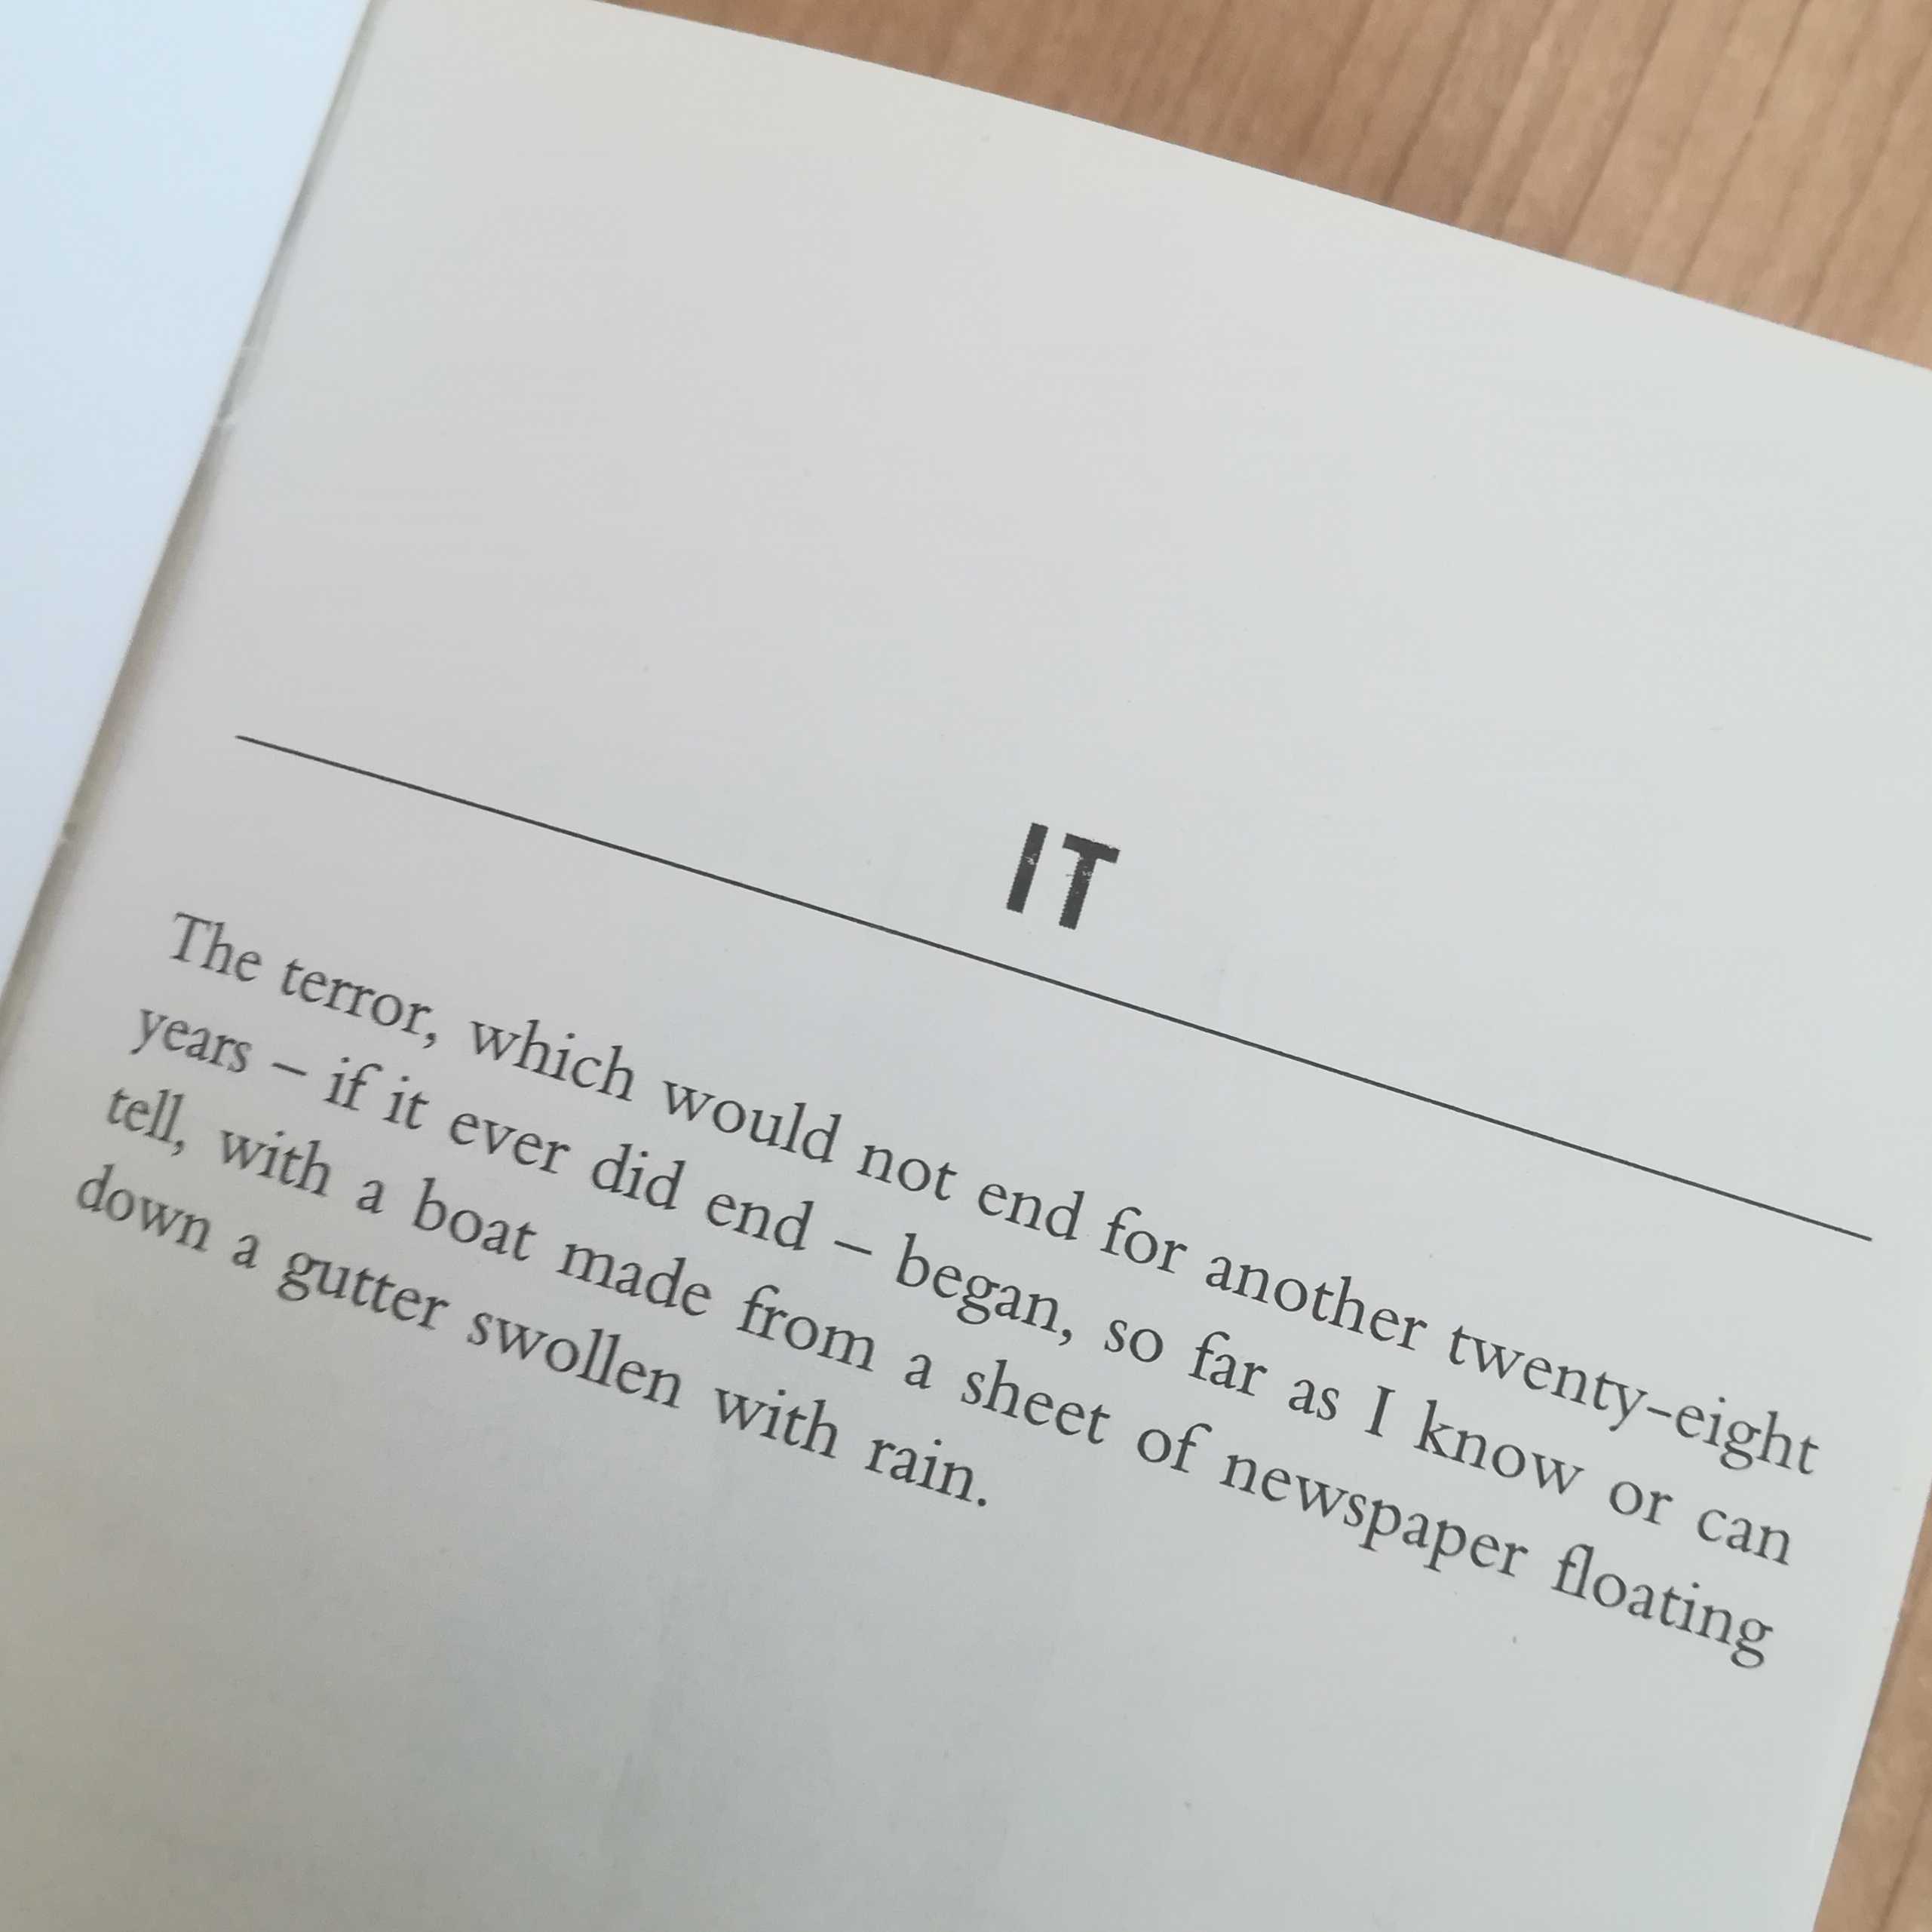 IT
The terror, which would not end for another twenty-eight
years – if it ever did end – began, so far as I know or can
tell, with a boat made from a sheet of newspaper floating
down a gutter swollen with rain.